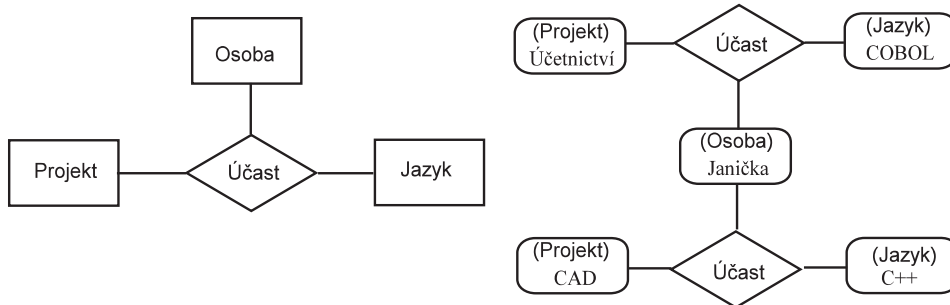 Osoba
Projekt
Účast
Jazyk
(Projekt)
Účetnictví
Účast
(Jazyk)
COBOL
(Osoba)
Janička
(Projekt)
CAD
Účast
(Jazyk)
C++